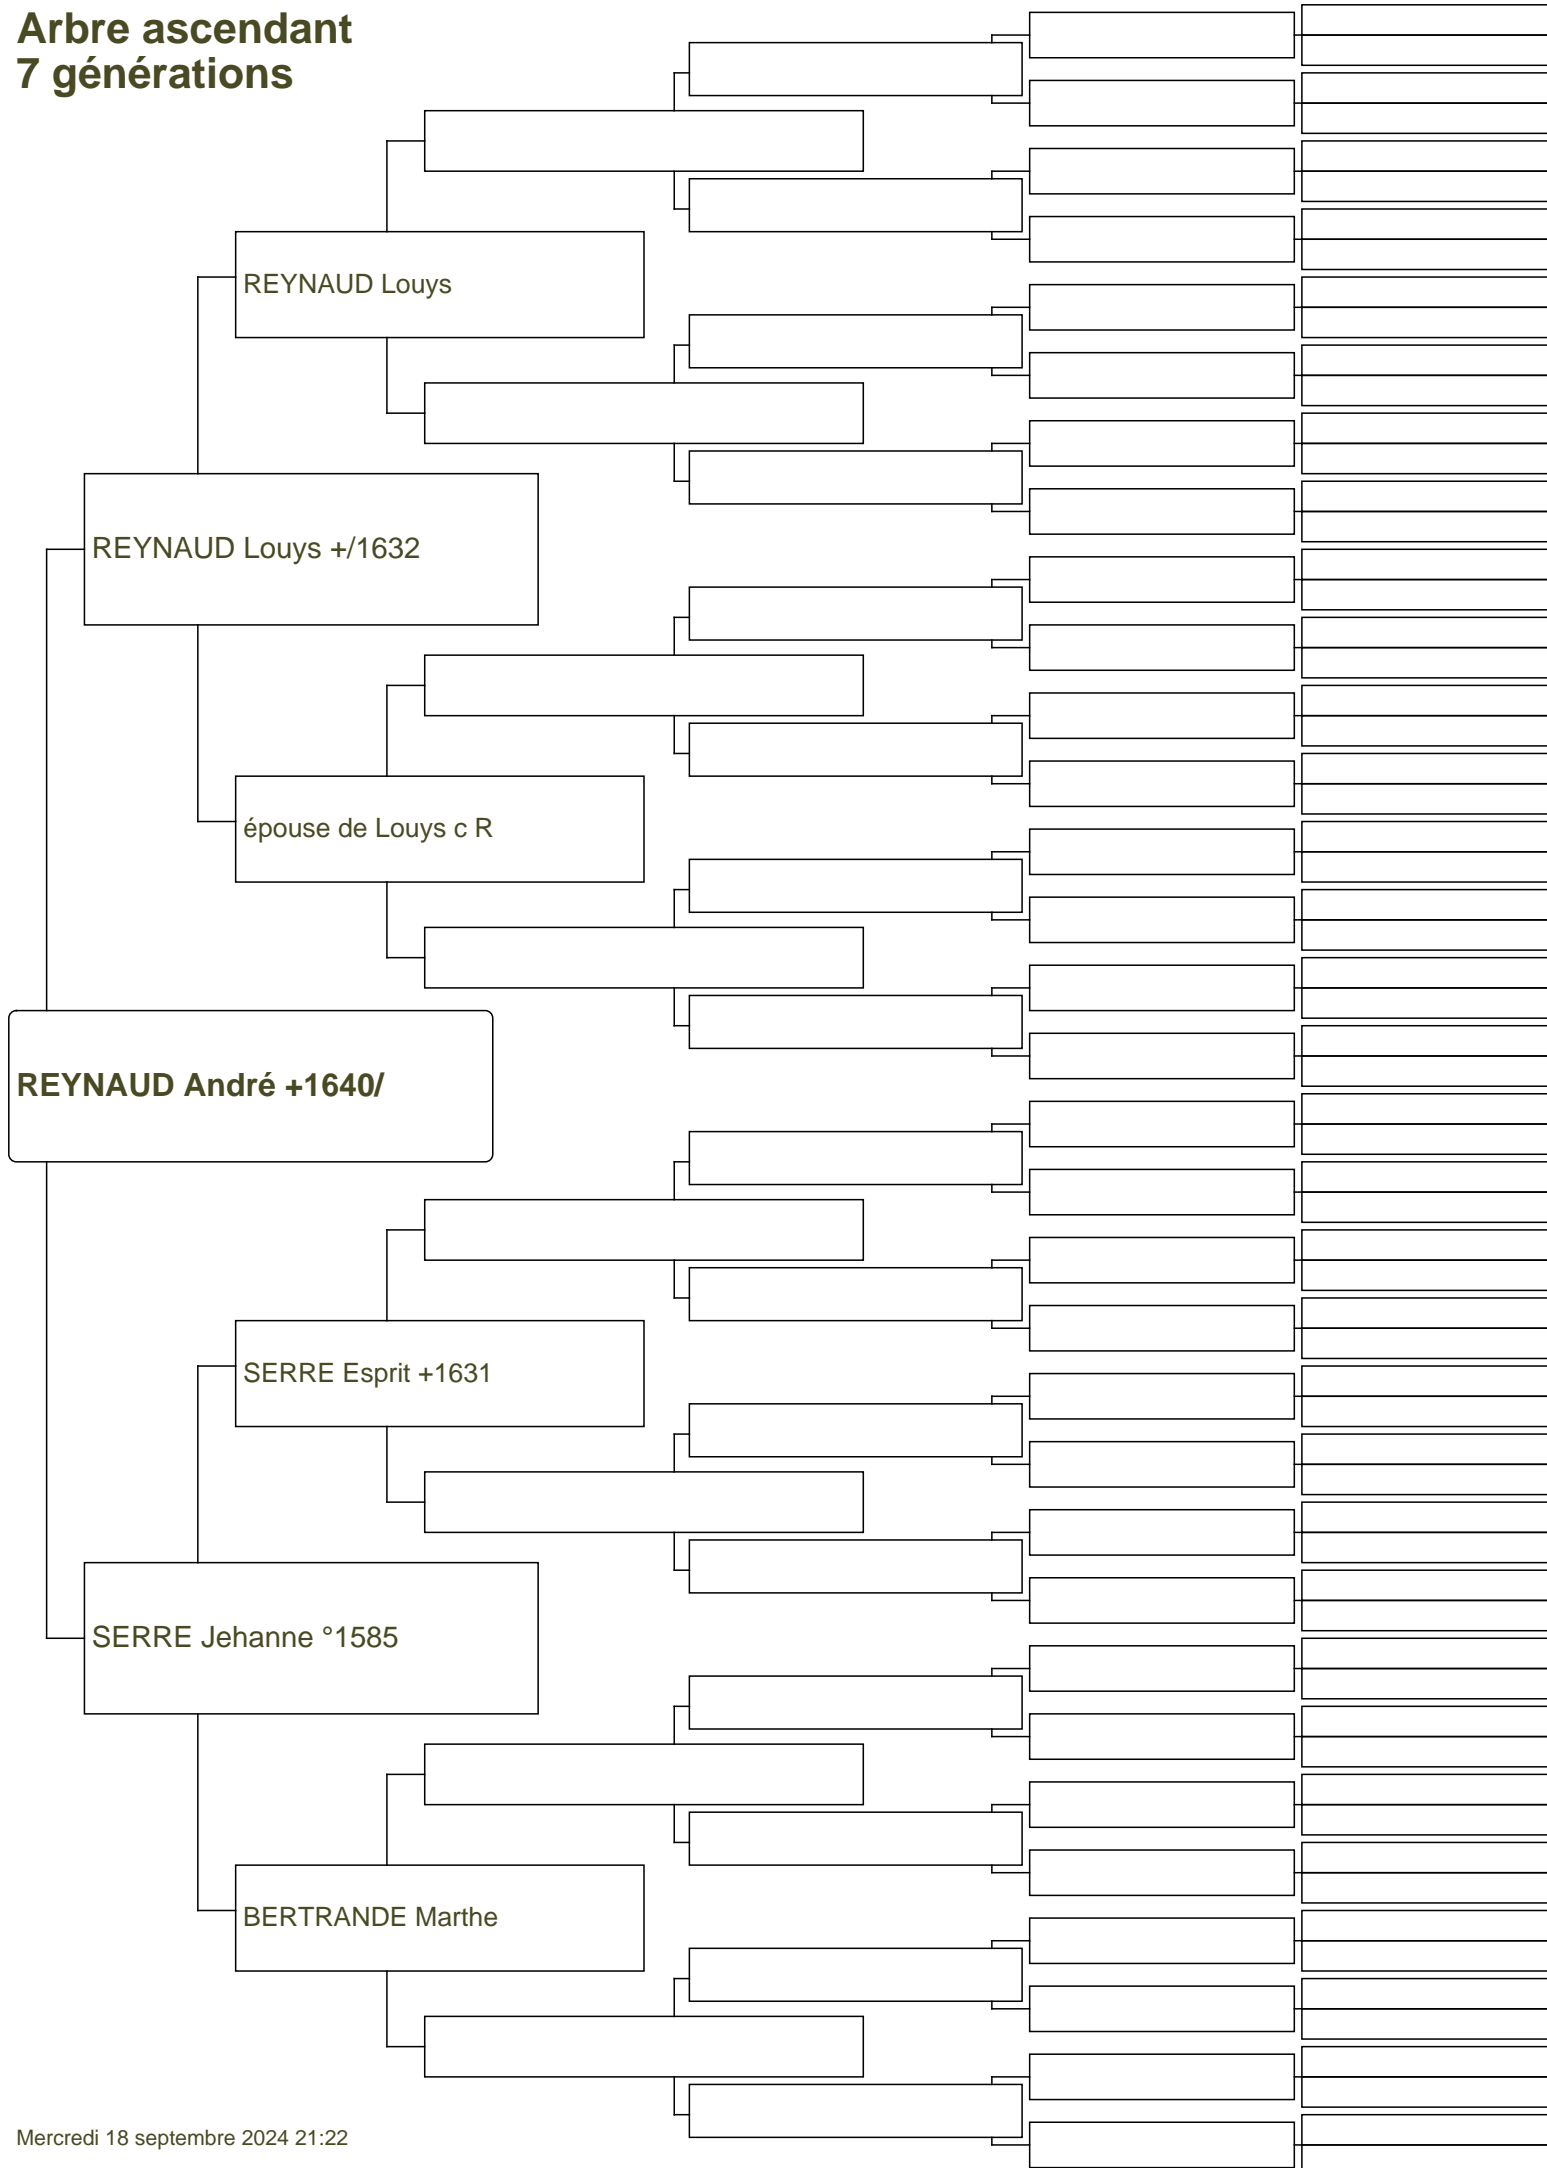 Arbre ascendant
7 générations
REYNAUD Louys
REYNAUD Louys +/1632
épouse de Louys c R
REYNAUD André +1640/
SERRE Esprit +1631
SERRE Jehanne °1585
BERTRANDE Marthe
Mercredi 18 septembre 2024 21:22